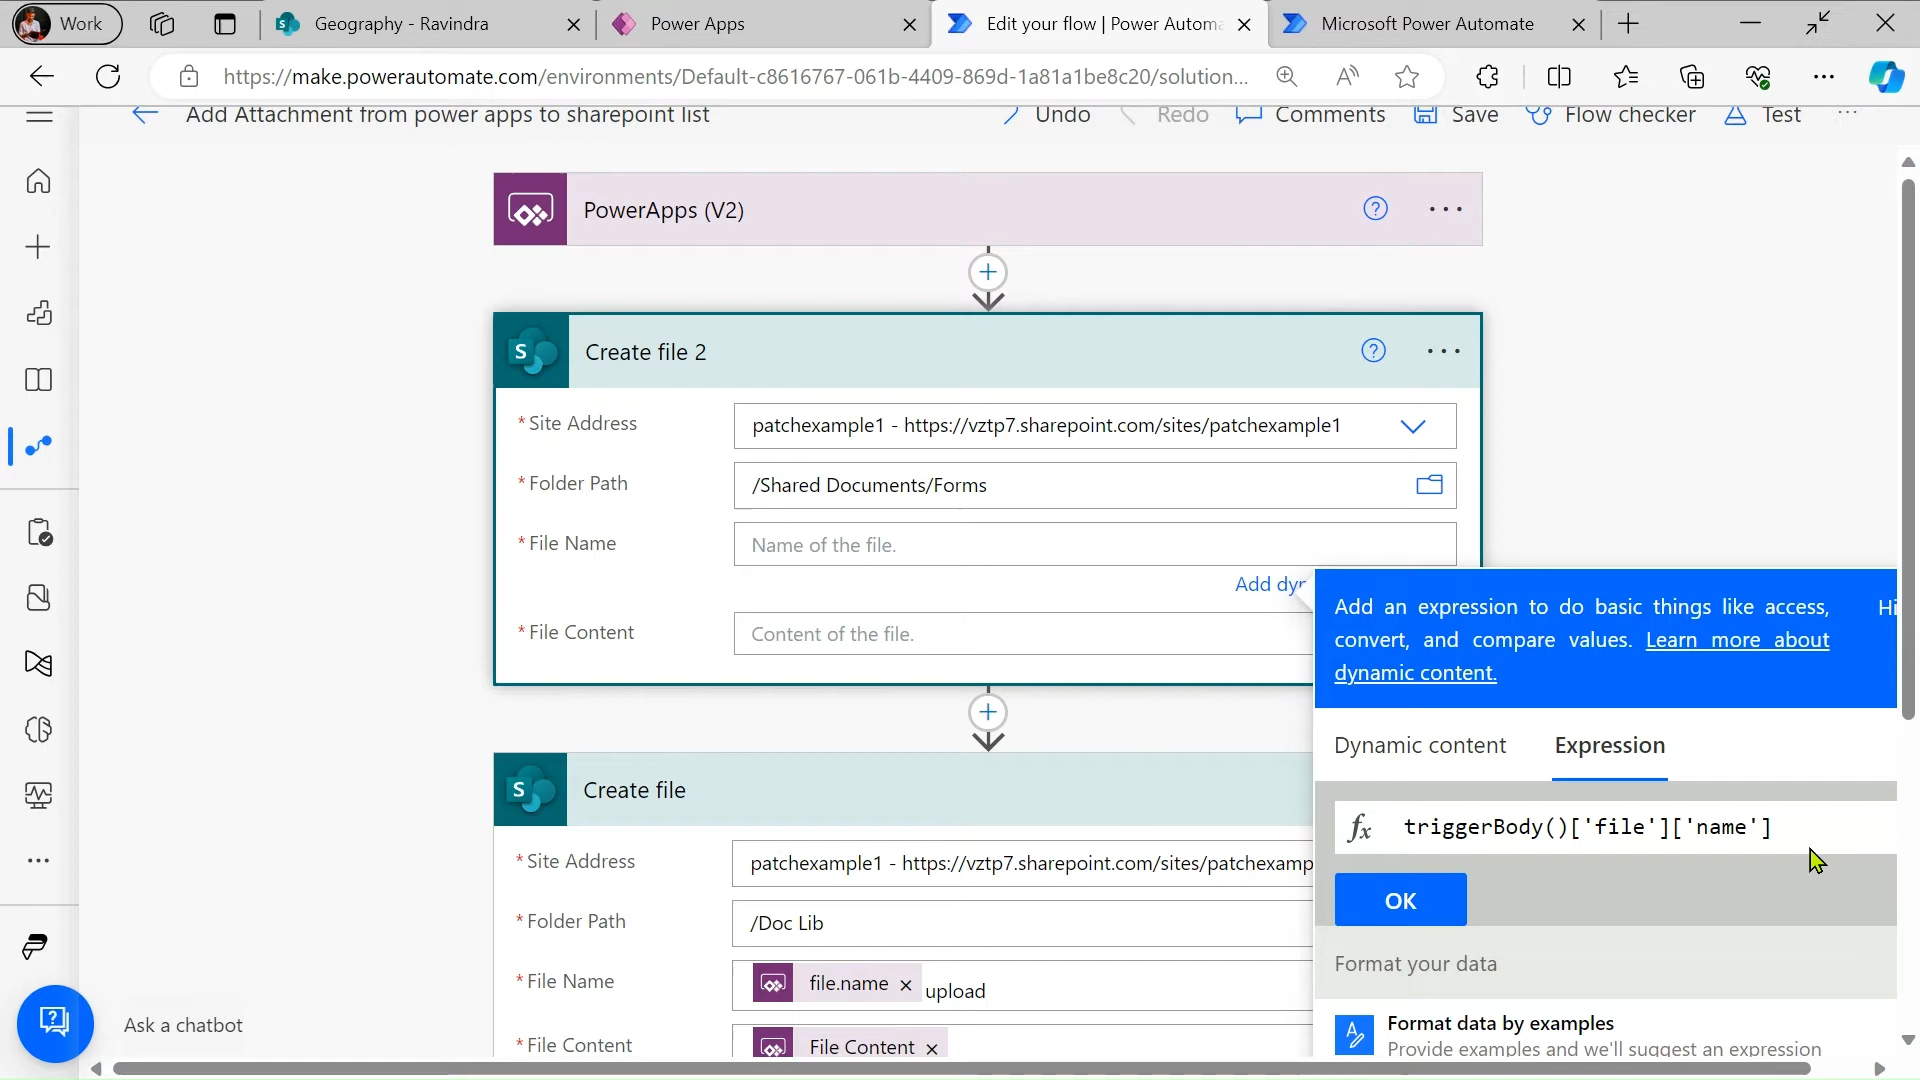 Work
Geography - Ravindra
Power Apps
Edit your flow | Power Automa
Microsoft Power Automate
https://make.powerautomate.com/environments/Default-c8616767-061b-4409-869d-1a81a1be8c20/solution...
Add Attachment from power apps to sharepoint list
Undo
Redo
Comments
Save
Flow checker
Test
PowerApps (V2)
Create file 2
* Site Address
patchexample1 - https://vztp7.sharepoint.com/sites/patchexample1
* Folder Path
/Shared Documents/Forms
* File Name
Name of the file.
Add dyr
* File Content
Content of the file.
Add an expression to do basic things like access,
Hi
convert, and compare values. Learn more about
dynamic content.
Dynamic content
Expression
fx triggerBody()['file']['name']
OK
Format your data
Format data by examples
Provide examples and we'll suggest an expression
Create file
* Site Address
patchexample1 - https://vztp7.sharepoint.com/sites/patchexamp
* Folder Path
/Doc Lib
* File Name
file.name × upload
* File Content
File Content ×
Ask a chatbot